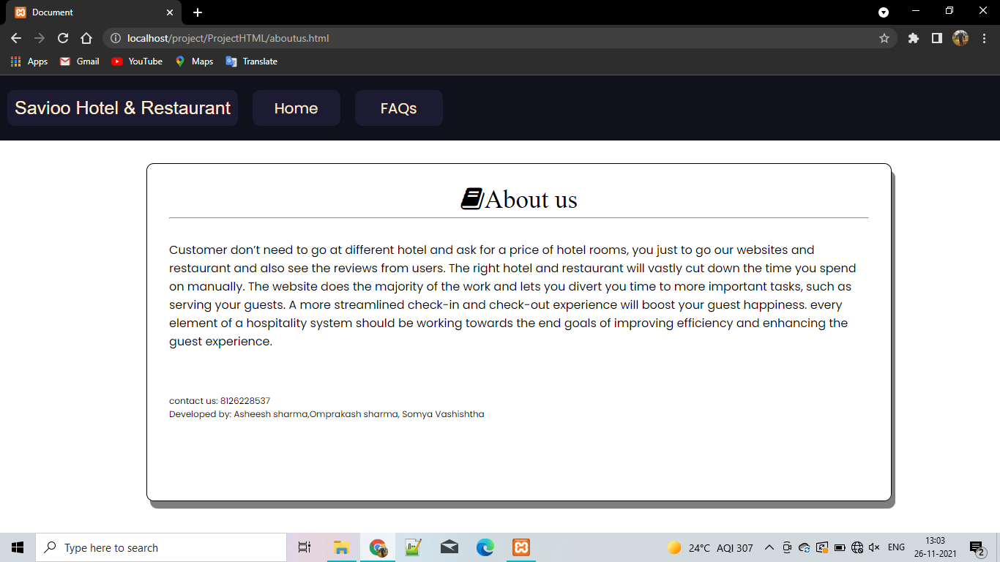 Document
localhost/project/ProjectHTML/aboutus.html
Apps Gmail YouTube Maps Translate
Savioo Hotel & Restaurant Home FAQs
About us
Customer don’t need to go at different hotel and ask for a price of hotel rooms, you just to go our websites and
restaurant and also see the reviews from users. The right hotel and restaurant will vastly cut down the time you spend
on manually. The website does the majority of the work and lets you divert you time to more important tasks, such as
serving your guests. A more streamlined check-in and check-out experience will boost your guest happiness. every
element of a hospitality system should be working towards the end goals of improving efficiency and enhancing the
guest experience.
contact us: 8126228537
Developed by: Asheesh sharma,Omprakash sharma, Somya Vashishtha
Type here to search
24°C AQI 307
ENG
13:03
26-11-2021
2